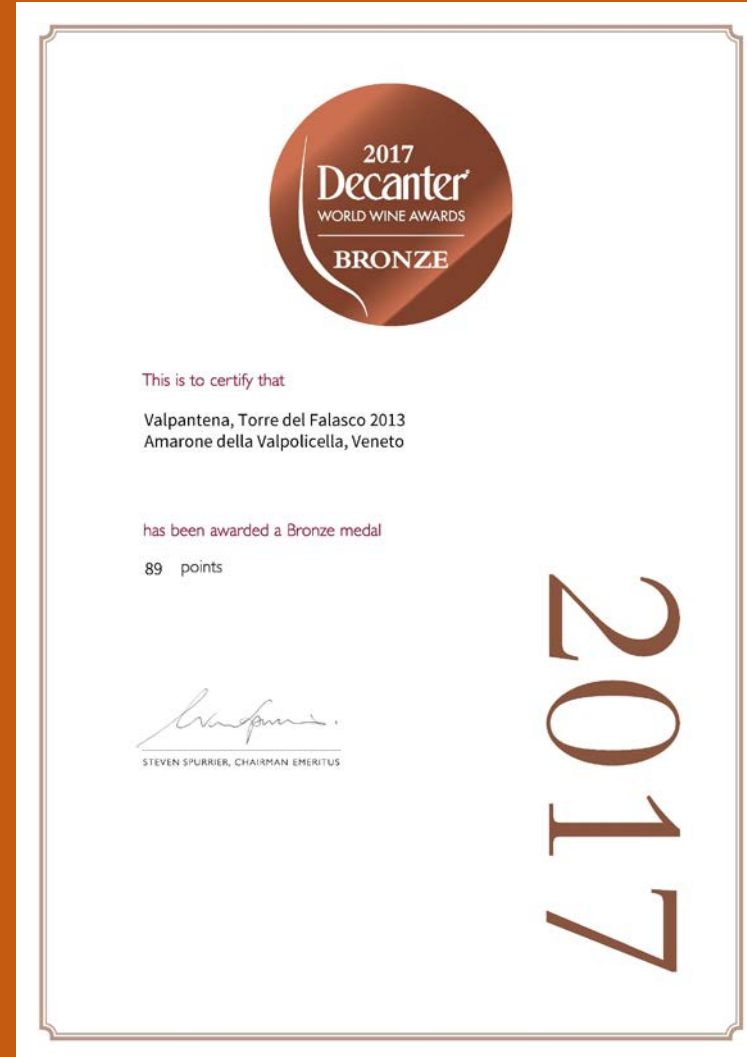 2017
Decanter
WORLD WINE AWARDS
BRONZE
This is to certify that
Valpantena, Torre del Falasco 2013
Amarone della Valpolicella, Veneto
has been awarded a Bronze medal
89 points
STEVEN SPURRIER, CHAIRMAN EMERITUS
2017